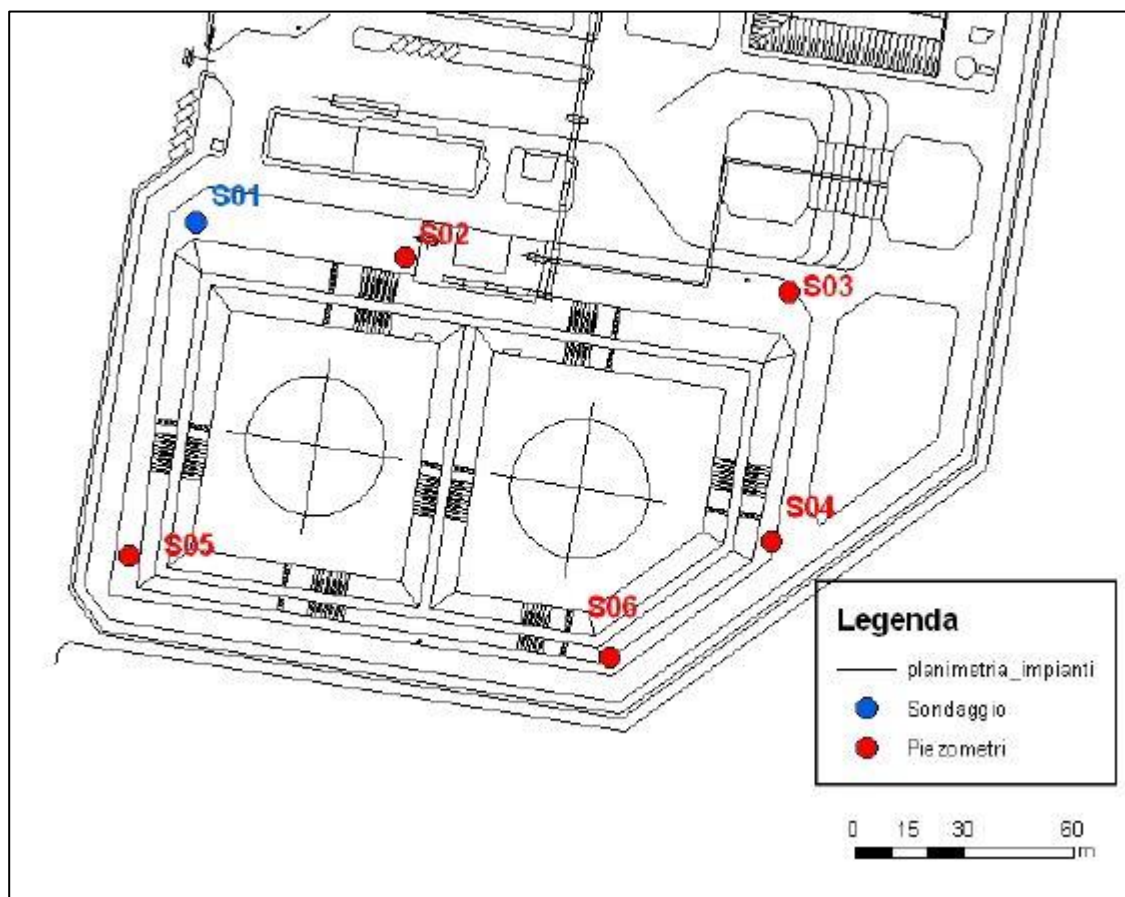 S01
S02
S03
S04
S05
S06
Legenda
planimetria_impianti
Sondaggio
Piezometri
0 15 30 60
m